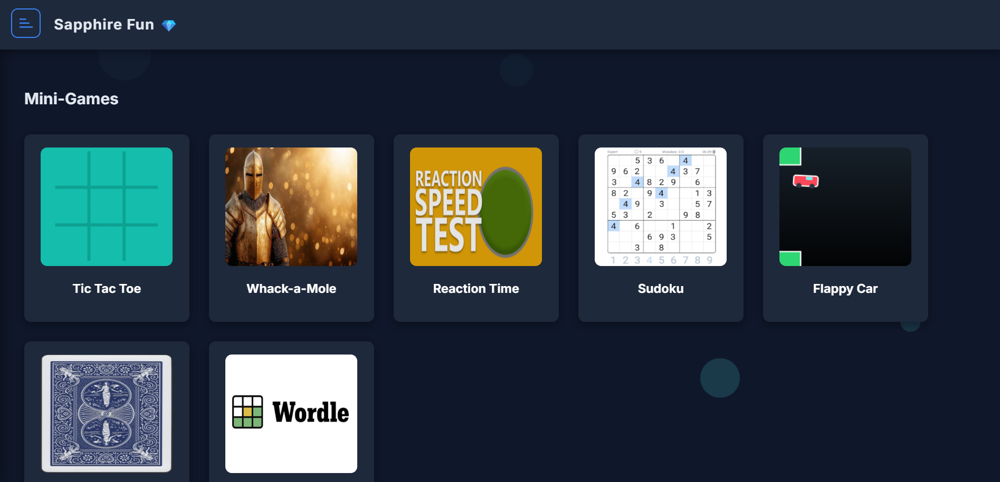 Sapphire Fun 💎
Mini-Games
REACTION
SPEED
TEST
Expert 9 Mistakes: 2/3 05:29
5 3 6 4
9 6 2 4 3 7
3 4 8 2 9 6
8 2 9 4 1 3
4 9 3 5 7
5 3 2 9 8
4 6 1 2
6 9 3 5
3 8
1 2 3 4 5 6 7 8 9
Tic Tac Toe
Whack-a-Mole
Reaction Time
Sudoku
Flappy Car
Wordle